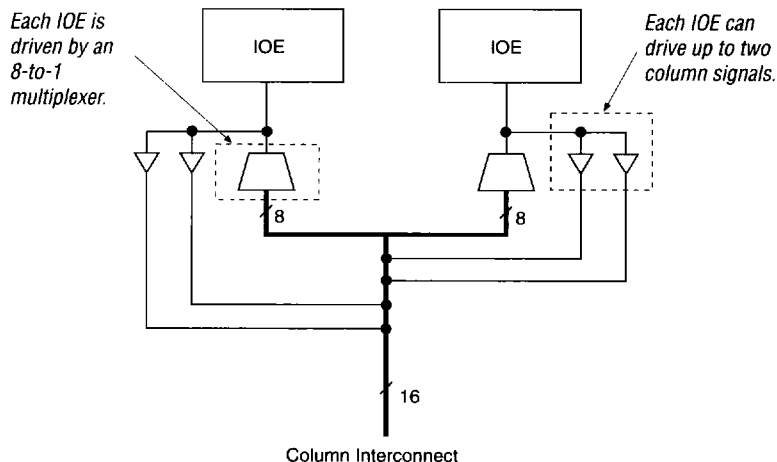 Each IOE is
driven by an
8-to-1
multiplexer.
IOE
IOE
Each IOE can
drive up to two
column signals.
8
8
16
Column Interconnect